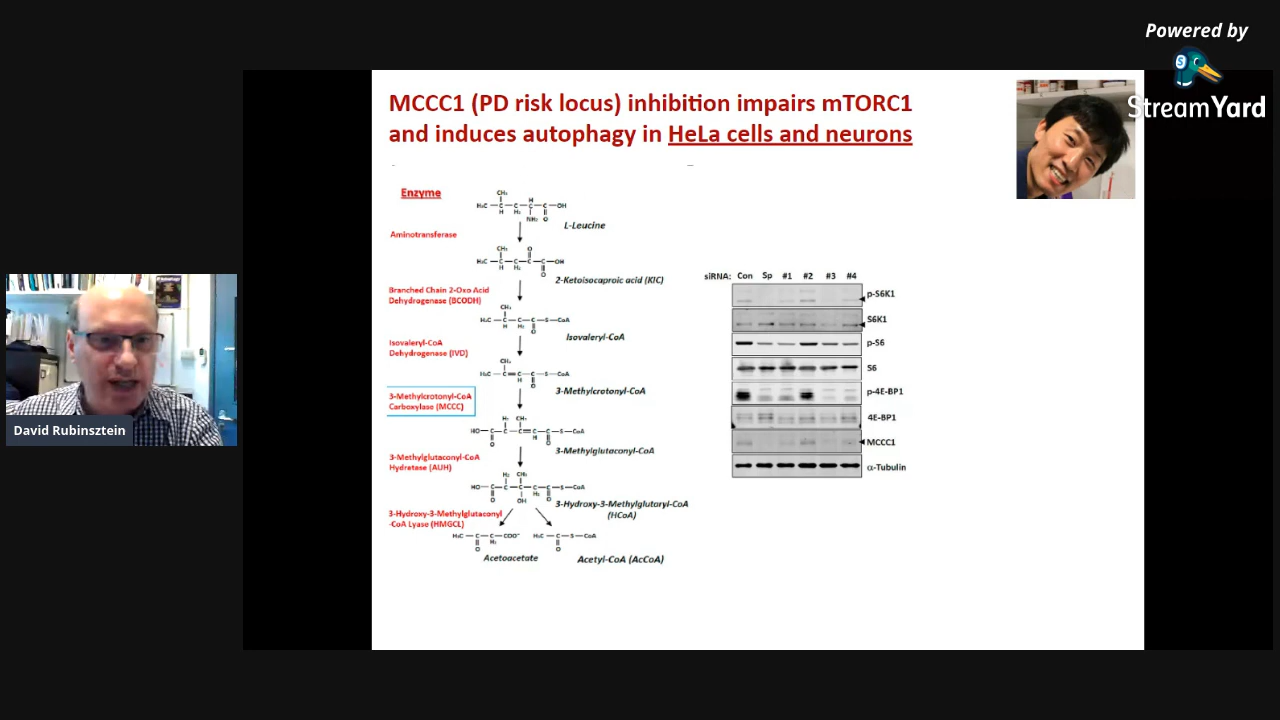 Powered by
StreamYard
MCCC1 (PD risk locus) inhibition impairs mTORC1
and induces autophagy in HeLa cells and neurons
Enzyme
L-Leucine
Aminotransferase
2-Ketoisocaproic acid (KIC)
Branched Chain 2-Oxo Acid
Dehydrogenase (BCODH)
Isovaleryl-CoA
Isovaleryl-CoA
Dehydrogenase (IVD)
3-Methylcrotonyl-CoA
3-Methylcrotonyl-CoA
Carboxylase (MCCC)
3-Methylglutaconyl-CoA
3-Methylglutaconyl-CoA
Hydratase (AUH)
3-Hydroxy-3-Methylglutaryl-CoA
(HCoA)
3-Hydroxy-3-Methylglutaconyl
-CoA Lyase (HMGCL)
Acetoacetate
Acetyl-CoA (AcCoA)
siRNA: Con Sp #1 #2 #3 #4
p-S6K1
S6K1
p-S6
S6
p-4E-BP1
4E-BP1
MCCC1
α-Tubulin
David Rubinsztein